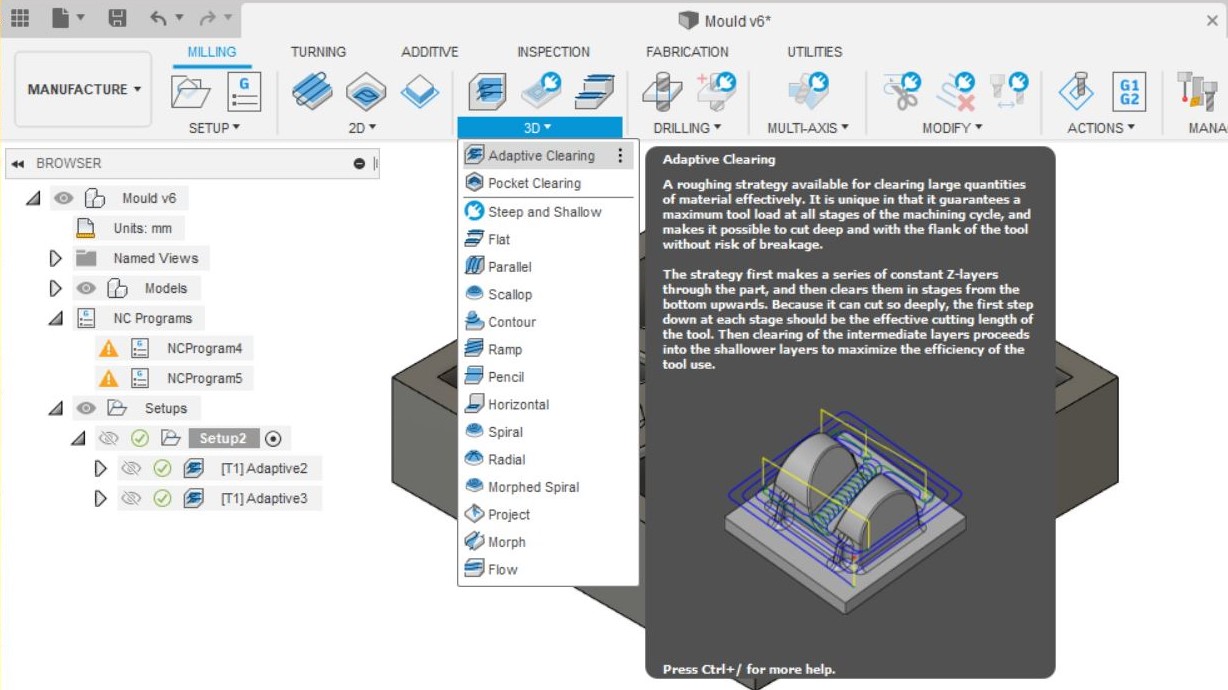 Mould v6*
MILLING TURNING ADDITIVE INSPECTION FABRICATION UTILITIES
MANUFACTURE
G
G1
G2
SETUP 2D 3D DRILLING MULTI-AXIS MODIFY ACTIONS MANA
BROWSER
Mould v6
Units: mm
Named Views
Models
NC Programs
NCProgram4
NCProgram5
Setups
Setup2
[T1] Adaptive2
[T1] Adaptive3
Adaptive Clearing
Pocket Clearing
Steep and Shallow
Flat
Parallel
Scallop
Contour
Ramp
Pencil
Horizontal
Spiral
Radial
Morphed Spiral
Project
Morph
Flow
Adaptive Clearing
A roughing strategy available for clearing large quantities
of material effectively. It is unique in that it guarantees a
maximum tool load at all stages of the machining cycle, and
makes it possible to cut deep and with the flank of the tool
without risk of breakage.
The strategy first makes a series of constant Z-layers
through the part, and then clears them in stages from the
bottom upwards. Because it can cut so deeply, the first step
down at each stage should be the effective cutting length of
the tool. Then clearing of the intermediate layers proceeds
into the shallower layers to maximize the efficiency of the
tool use.
Press Ctrl+/ for more help.